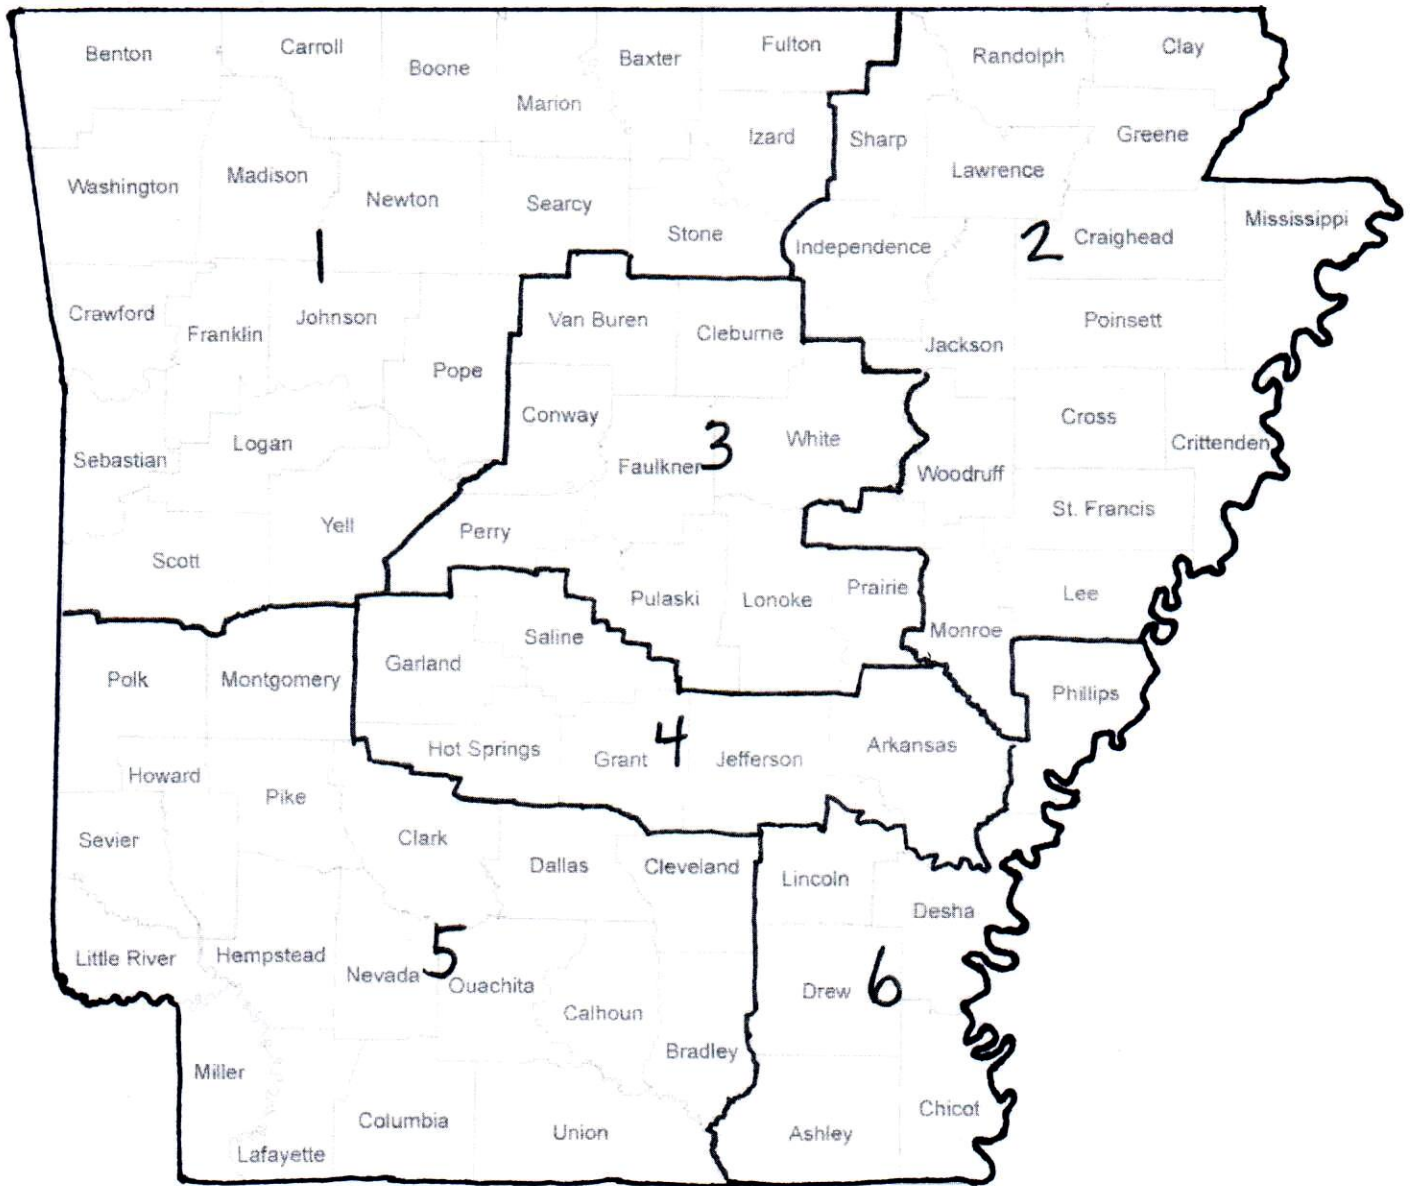 Benton
Carroll
Boone
Marion
Baxter
Fulton
Izard
Sharp
Randolph
Clay
Greene
Lawrence
Washington
Madison
Newton
Searcy
Stone
Independence
Craighead
Mississippi
1
2
Crawford
Franklin
Johnson
Pope
Van Buren
Cleburne
Jackson
Poinsett
Conway
3
White
Faulkner
Cross
Crittenden
Woodruff
Sebastian
Logan
Yell
Perry
St. Francis
Scott
Pulaski
Lonoke
Prairie
Lee
Monroe
Saline
Garland
Polk
Montgomery
Phillips
Hot Springs
Grant
4
Jefferson
Arkansas
Howard
Pike
Sevier
Clark
Dallas
Cleveland
Lincoln
Desha
Little River
Hempstead
Nevada
5
Ouachita
Calhoun
Drew
6
Bradley
Miller
Columbia
Union
Lafayette
Ashley
Chicot